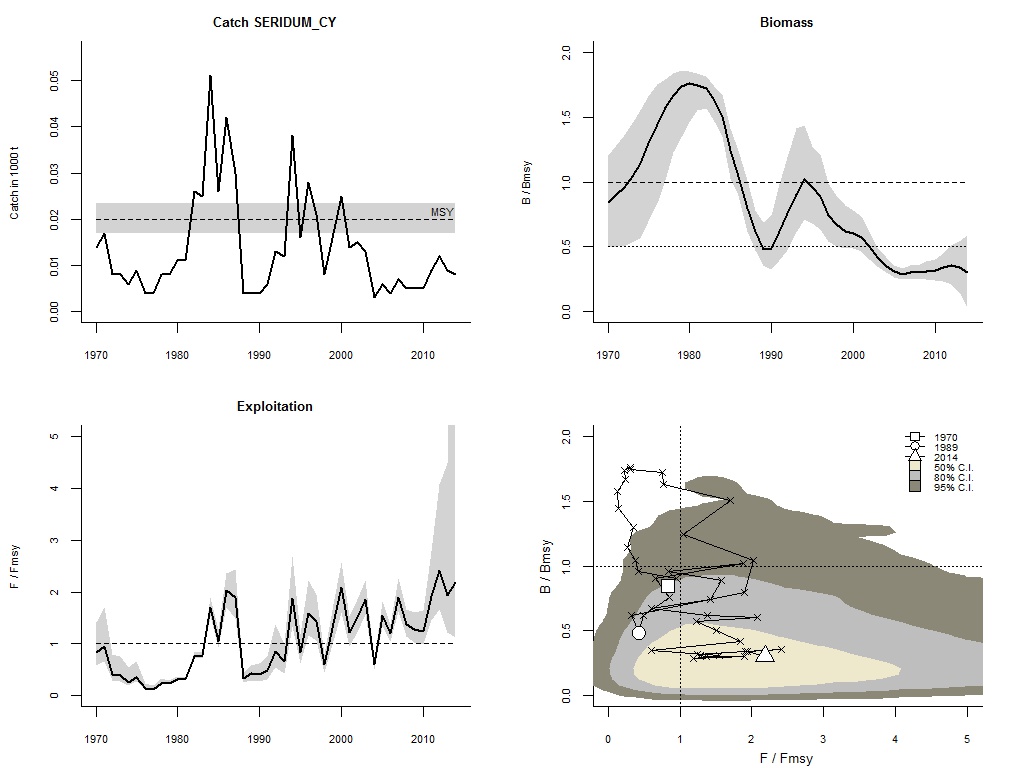 Catch SERIDUM_CY
Catch in 1000 t
0.00 0.01 0.02 0.03 0.04 0.05
MSY
1970 1980 1990 2000 2010
Biomass
B / Bmsy
0.0 0.5 1.0 1.5 2.0
1970 1980 1990 2000 2010
Exploitation
F / Fmsy
0 1 2 3 4 5
1970 1980 1990 2000 2010
B / Bmsy
0.0 0.5 1.0 1.5 2.0
1970
1989
2014
50% C.I.
80% C.I.
95% C.I.
0 1 2 3 4 5
F / Fmsy